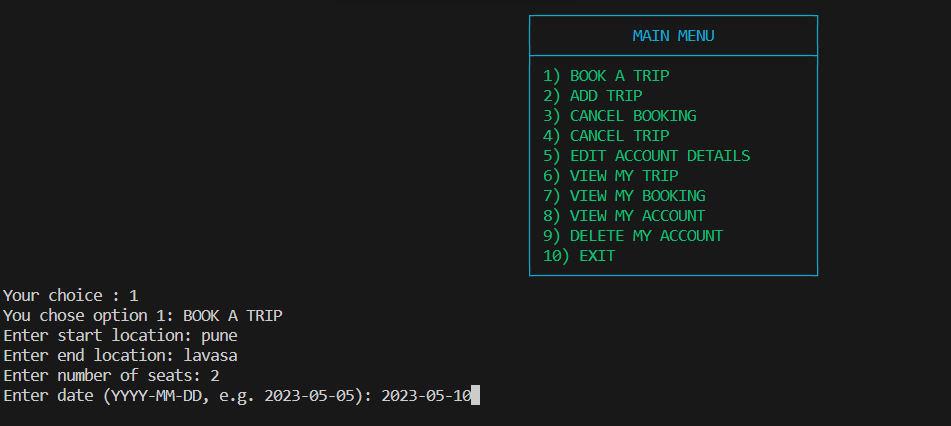 MAIN MENU
1) BOOK A TRIP
2) ADD TRIP
3) CANCEL BOOKING
4) CANCEL TRIP
5) EDIT ACCOUNT DETAILS
6) VIEW MY TRIP
7) VIEW MY BOOKING
8) VIEW MY ACCOUNT
9) DELETE MY ACCOUNT
10) EXIT
Your choice : 1
You chose option 1: BOOK A TRIP
Enter start location: pune
Enter end location: lavasa
Enter number of seats: 2
Enter date (YYYY-MM-DD, e.g. 2023-05-05): 2023-05-10